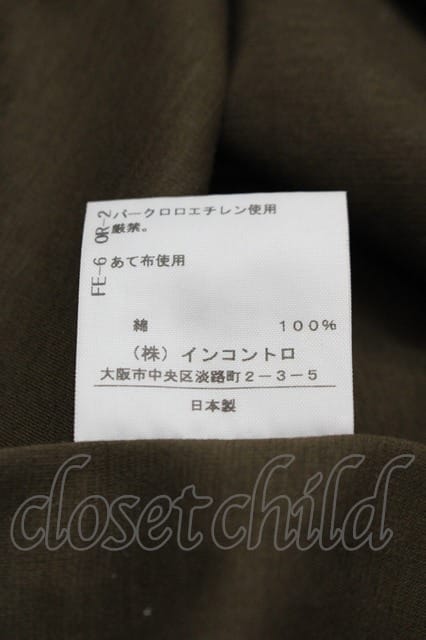 FE-6 OR-2
パークロロエチレン使用
厳禁。
あて布使用
綿 100%
(株)インコントロ
大阪市中央区淡路町2-3-5
日本製
closet child